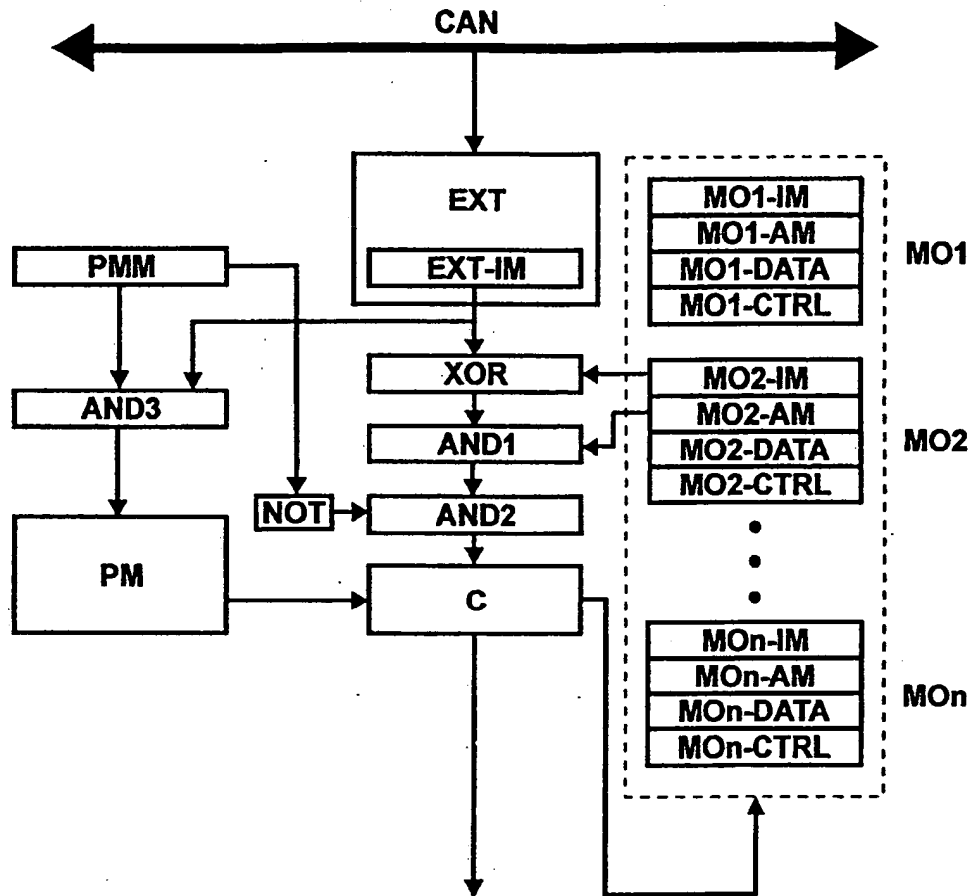 CAN
EXT
EXT-IM
PMM
AND3
PM
NOT
XOR
AND1
AND2
C
MO1-IM
MO1-AM
MO1-DATA
MO1-CTRL
MO1
MO2-IM
MO2-AM
MO2-DATA
MO2-CTRL
MO2
MOn-IM
MOn-AM
MOn-DATA
MOn-CTRL
MOn